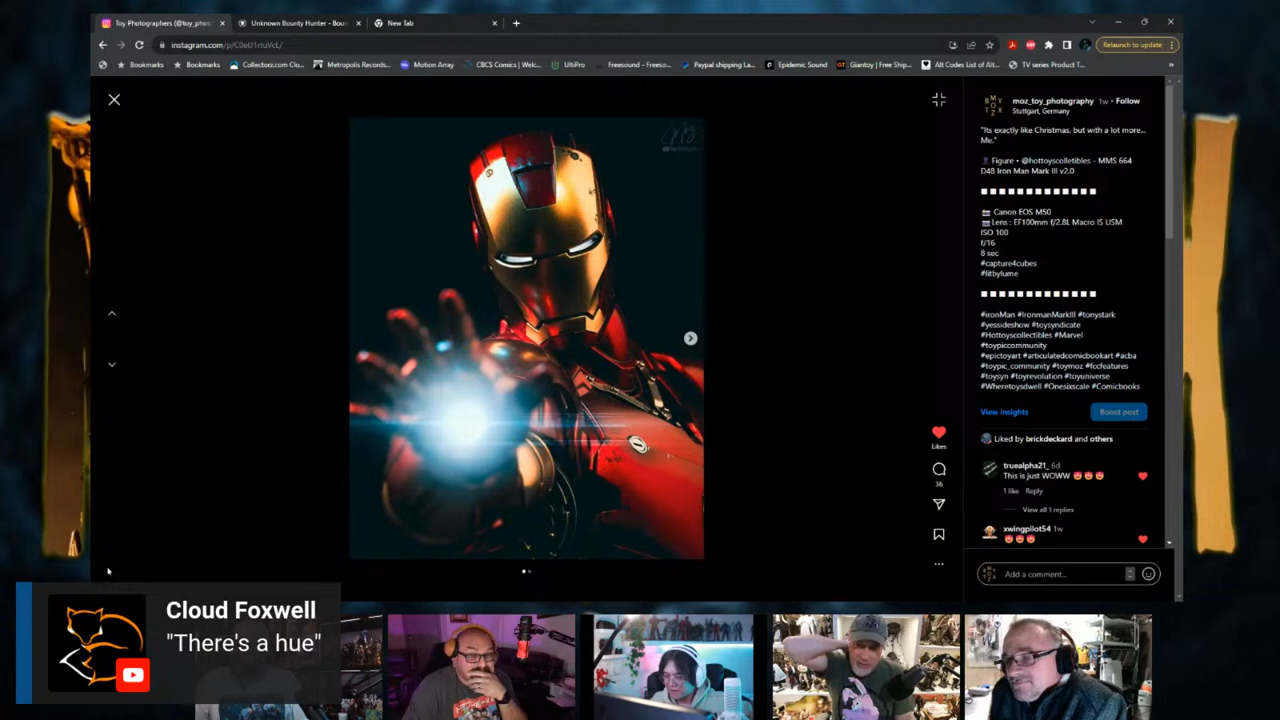 Toy Photographers (@toy_phot
Unknown Bounty Hunter - Boun
New Tab
instagram.com/p/C0eU1rtuVcL/
Relaunch to update
Bookmarks
Bookmarks
Collectorz.com Clo...
Metropolis Records...
Motion Array
CBCS Comics | Welc...
UltiPro
Freesound - Freeso...
Paypal shipping La...
Epidemic Sound
Giantoy | Free Ship...
Alt Codes List of Alt...
TV series Product T...
moz_toy_photography 1w • Follow
Stuttgart, Germany
"Its exactly like Christmas, but with a lot more...
Me."
Figure • @hottoyscolletibles - MMS 664
D48 Iron Man Mark III v2.0
Canon EOS M50
Lens : EF100mm f/2.8L Macro IS USM
ISO 100
f/16
8 sec
#capture4cubes
#litbylume
#ironMan #IronmanMarkIII #tonystark
#yessideshow #toysyndicate
#Hottoyscollectibles #Marvel
#toypiccommunity
#epictoyart #articulatedcomicbookart #acba
#toypic_community #toymoz #fccfeatures
#toysyn #toyrevolution #toyuniverse
#Wheretoysdwell #Onesixscale #Comicbooks
View insights
Boost post
Liked by brickdeckard and others
Likes
truealpha21_ 6d
This is just WOWW
1 like Reply
View all 1 replies
36
xwingpilot54 1w
Add a comment...
Cloud Foxwell
"There's a hue"